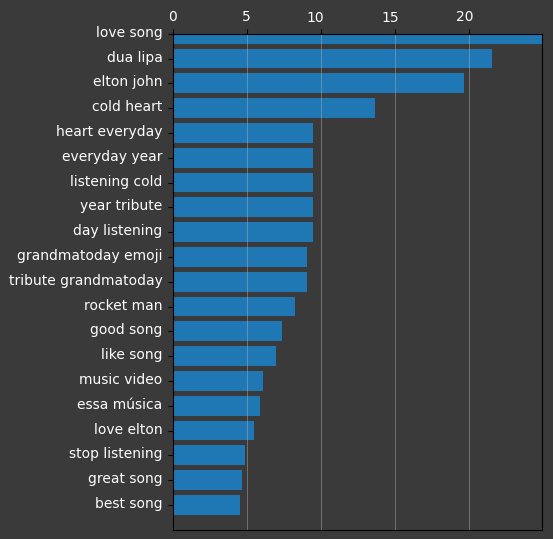 0 5 10 15 20
love song
dua lipa
elton john
cold heart
heart everyday
everyday year
listening cold
year tribute
day listening
grandmatoday emoji
tribute grandmatoday
rocket man
good song
like song
music video
essa música
love elton
stop listening
great song
best song